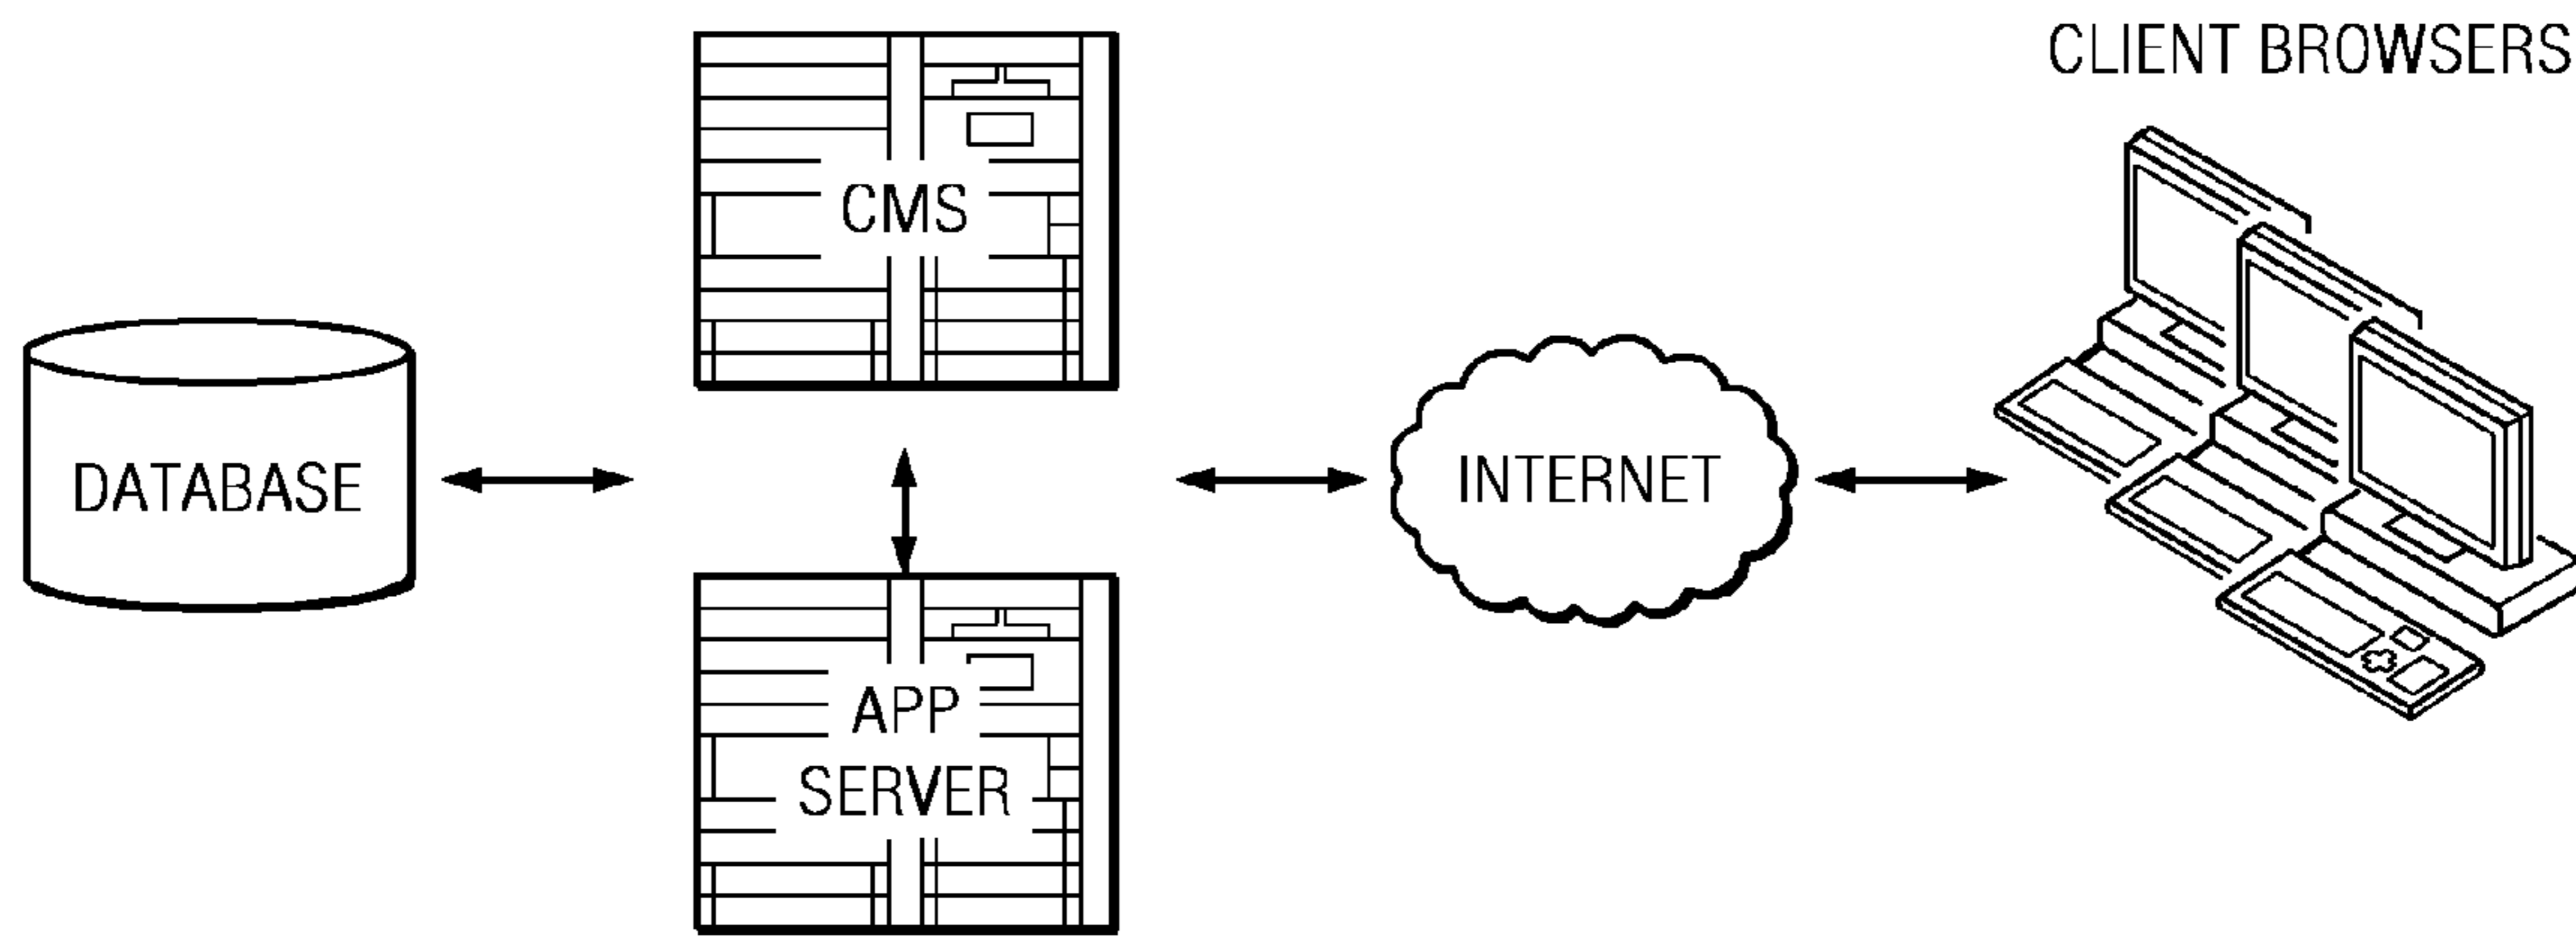 CLIENT BROWSERS
CMS
DATABASE
INTERNET
APP
SERVER